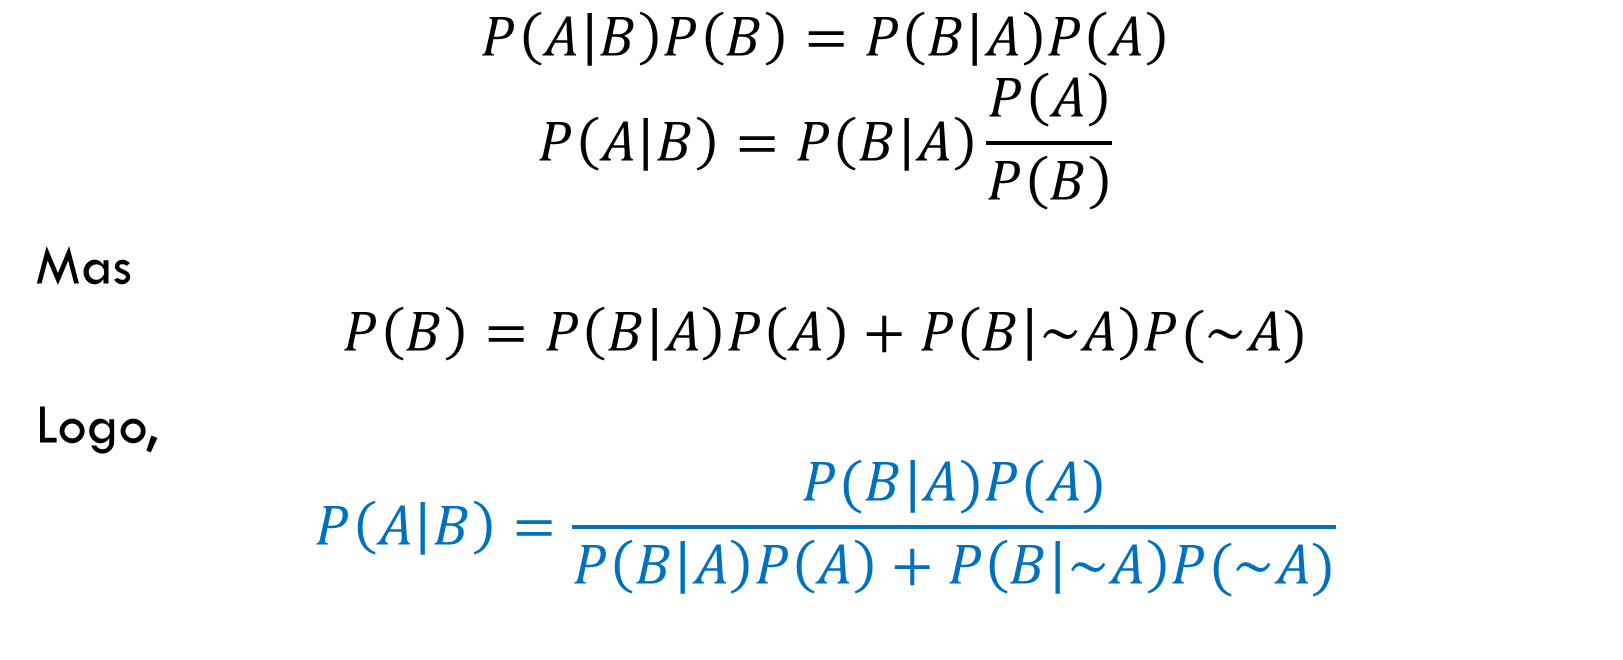 P(A|B)P(B) = P(B|A)P(A)
P(A|B) = P(B|A) P(A)/P(B)
Mas
P(B) = P(B|A)P(A) + P(B|~A)P(~A)
Logo,
P(A|B) = P(B|A)P(A)/(P(B|A)P(A) + P(B|~A)P(~A))